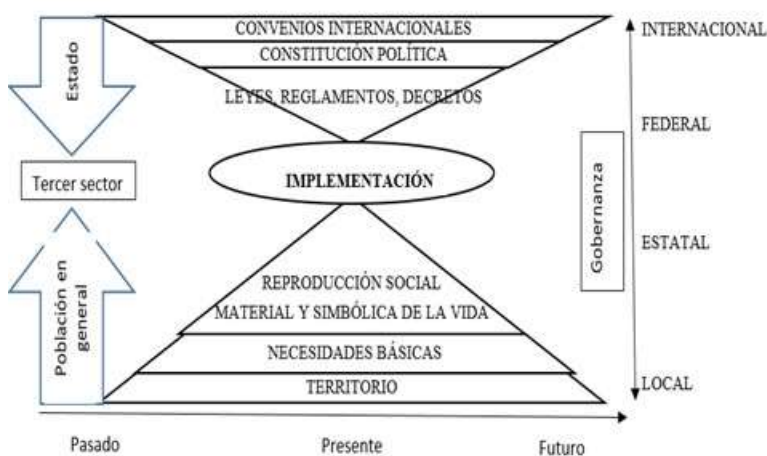 CONVENIOS INTERNACIONALES
CONSTITUCIÓN POLÍTICA
LEYES, REGLAMENTOS, DECRETOS
IMPLEMENTACIÓN
REPRODUCCIÓN SOCIAL
MATERIAL Y SIMBÓLICA DE LA VIDA
NECESIDADES BÁSICAS
TERRITORIO
Estado
Tercer sector
Población en
general
Gobernanza
INTERNACIONAL
FEDERAL
ESTATAL
LOCAL
Pasado
Presente
Futuro